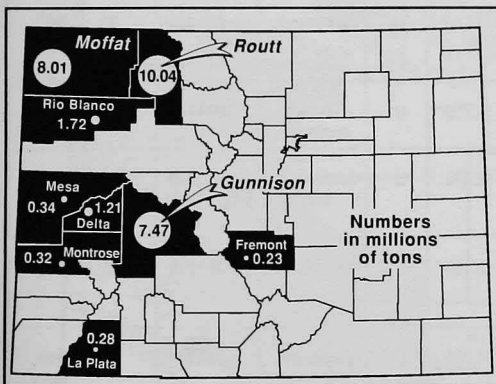 Moffat
Routt
8.01
10.04
Rio Blanco
1.72
Gunnison
Mesa
0.34
1.21
Delta
7.47
Numbers
in millions
of tons
Fremont
0.23
0.32
Montrose
0.28
La Plata